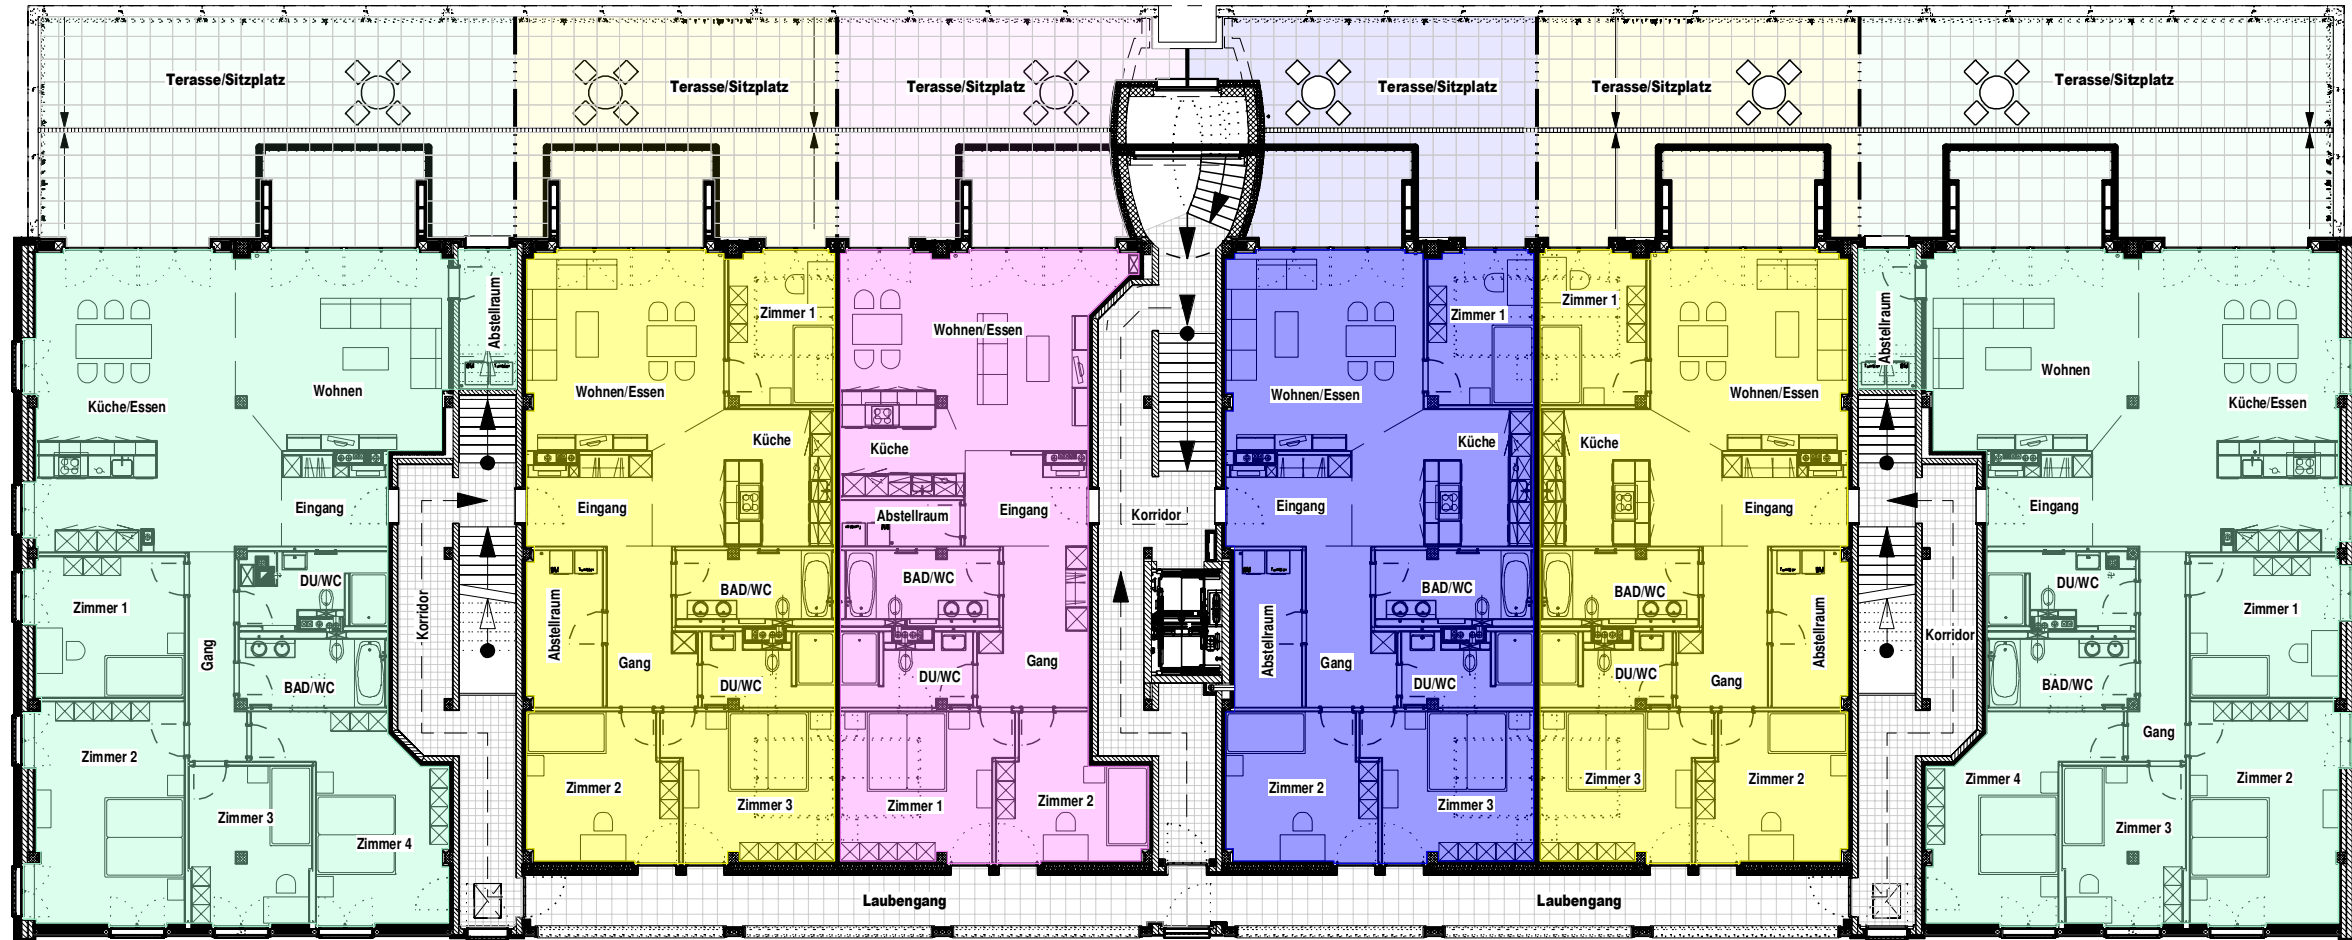 Terasse/Sitzplatz
Terasse/Sitzplatz
Terasse/Sitzplatz
Terasse/Sitzplatz
Terasse/Sitzplatz
Terasse/Sitzplatz
Küche/Essen
Wohnen
Abstellraum
Eingang
Zimmer 1
DU/WC
Gang
BAD/WC
Zimmer 2
Zimmer 3
Zimmer 4
Korridor
Wohnen/Essen
Zimmer 1
Küche
Eingang
Abstellraum
BAD/WC
Gang
DU/WC
Zimmer 2
Zimmer 3
Wohnen/Essen
Küche
Abstellraum
Eingang
BAD/WC
DU/WC
Gang
Zimmer 1
Zimmer 2
Korridor
Wohnen/Essen
Zimmer 1
Küche
Eingang
Abstellraum
BAD/WC
Gang
DU/WC
Zimmer 2
Zimmer 3
Zimmer 1
Wohnen/Essen
Küche
Eingang
BAD/WC
Abstellraum
DU/WC
Gang
Zimmer 3
Zimmer 2
Abstellraum
Wohnen
Küche/Essen
Eingang
DU/WC
Zimmer 1
Korridor
BAD/WC
Gang
Zimmer 4
Zimmer 2
Zimmer 3
Laubengang
Laubengang